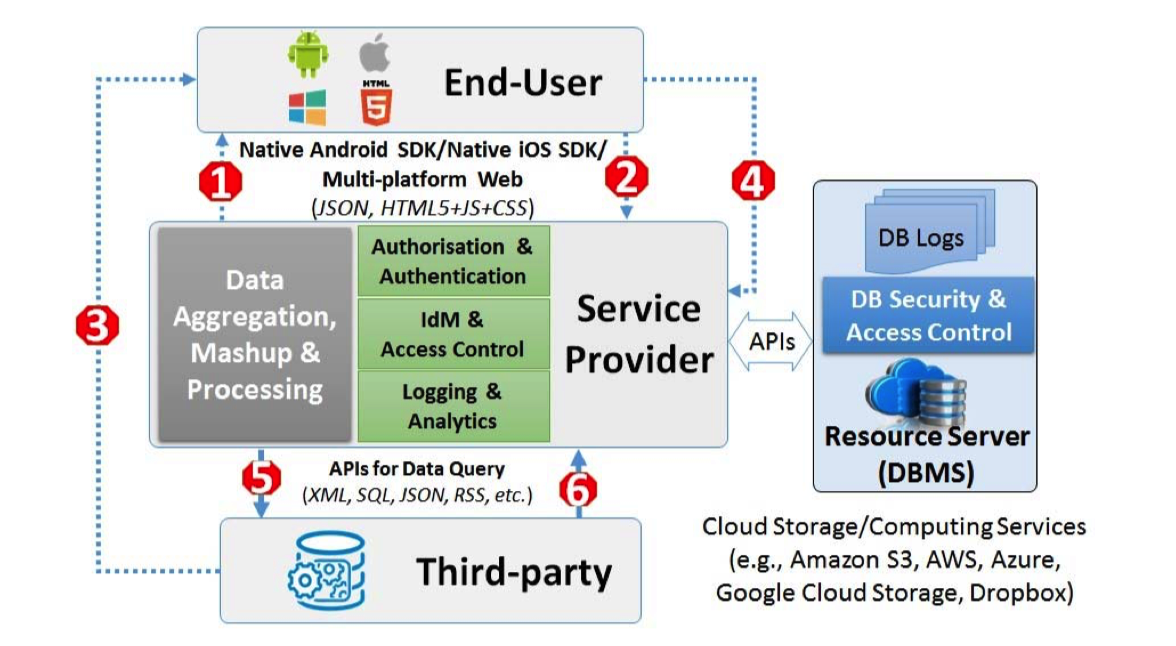 HTML
5
End-User
Native Android SDK/Native iOS SDK/
Multi-platform Web
(JSON, HTML5+JS+CSS)
1
2
4
3
Data
Aggregation,
Mashup &
Processing
Authorisation &
Authentication
IdM &
Access Control
Logging &
Analytics
Service
Provider
APIs
DB Logs
DB Security &
Access Control
Resource Server
(DBMS)
5
APIs for Data Query
(XML, SQL, JSON, RSS, etc.)
6
Third-party
Cloud Storage/Computing Services
(e.g., Amazon S3, AWS, Azure,
Google Cloud Storage, Dropbox)